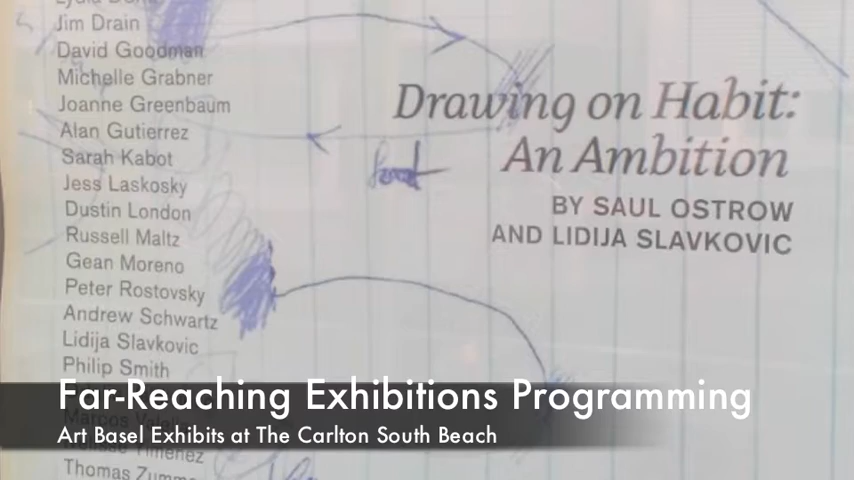 Jim Drain
David Goodman
Michelle Grabner
Joanne Greenbaum
Alan Gutierrez
Sarah Kabot
Jess Laskosky
Dustin London
Russell Maltz
Gean Moreno
Peter Rostovsky
Andrew Schwartz
Lidija Slavkovic
Philip Smith
Thomas
Drawing on Habit:
An Ambition
BY SAUL OSTROW
AND LIDIJA SLAVKOVIC
Far-Reaching Exhibitions Programming
Art Basel Exhibits at The Carlton South Beach